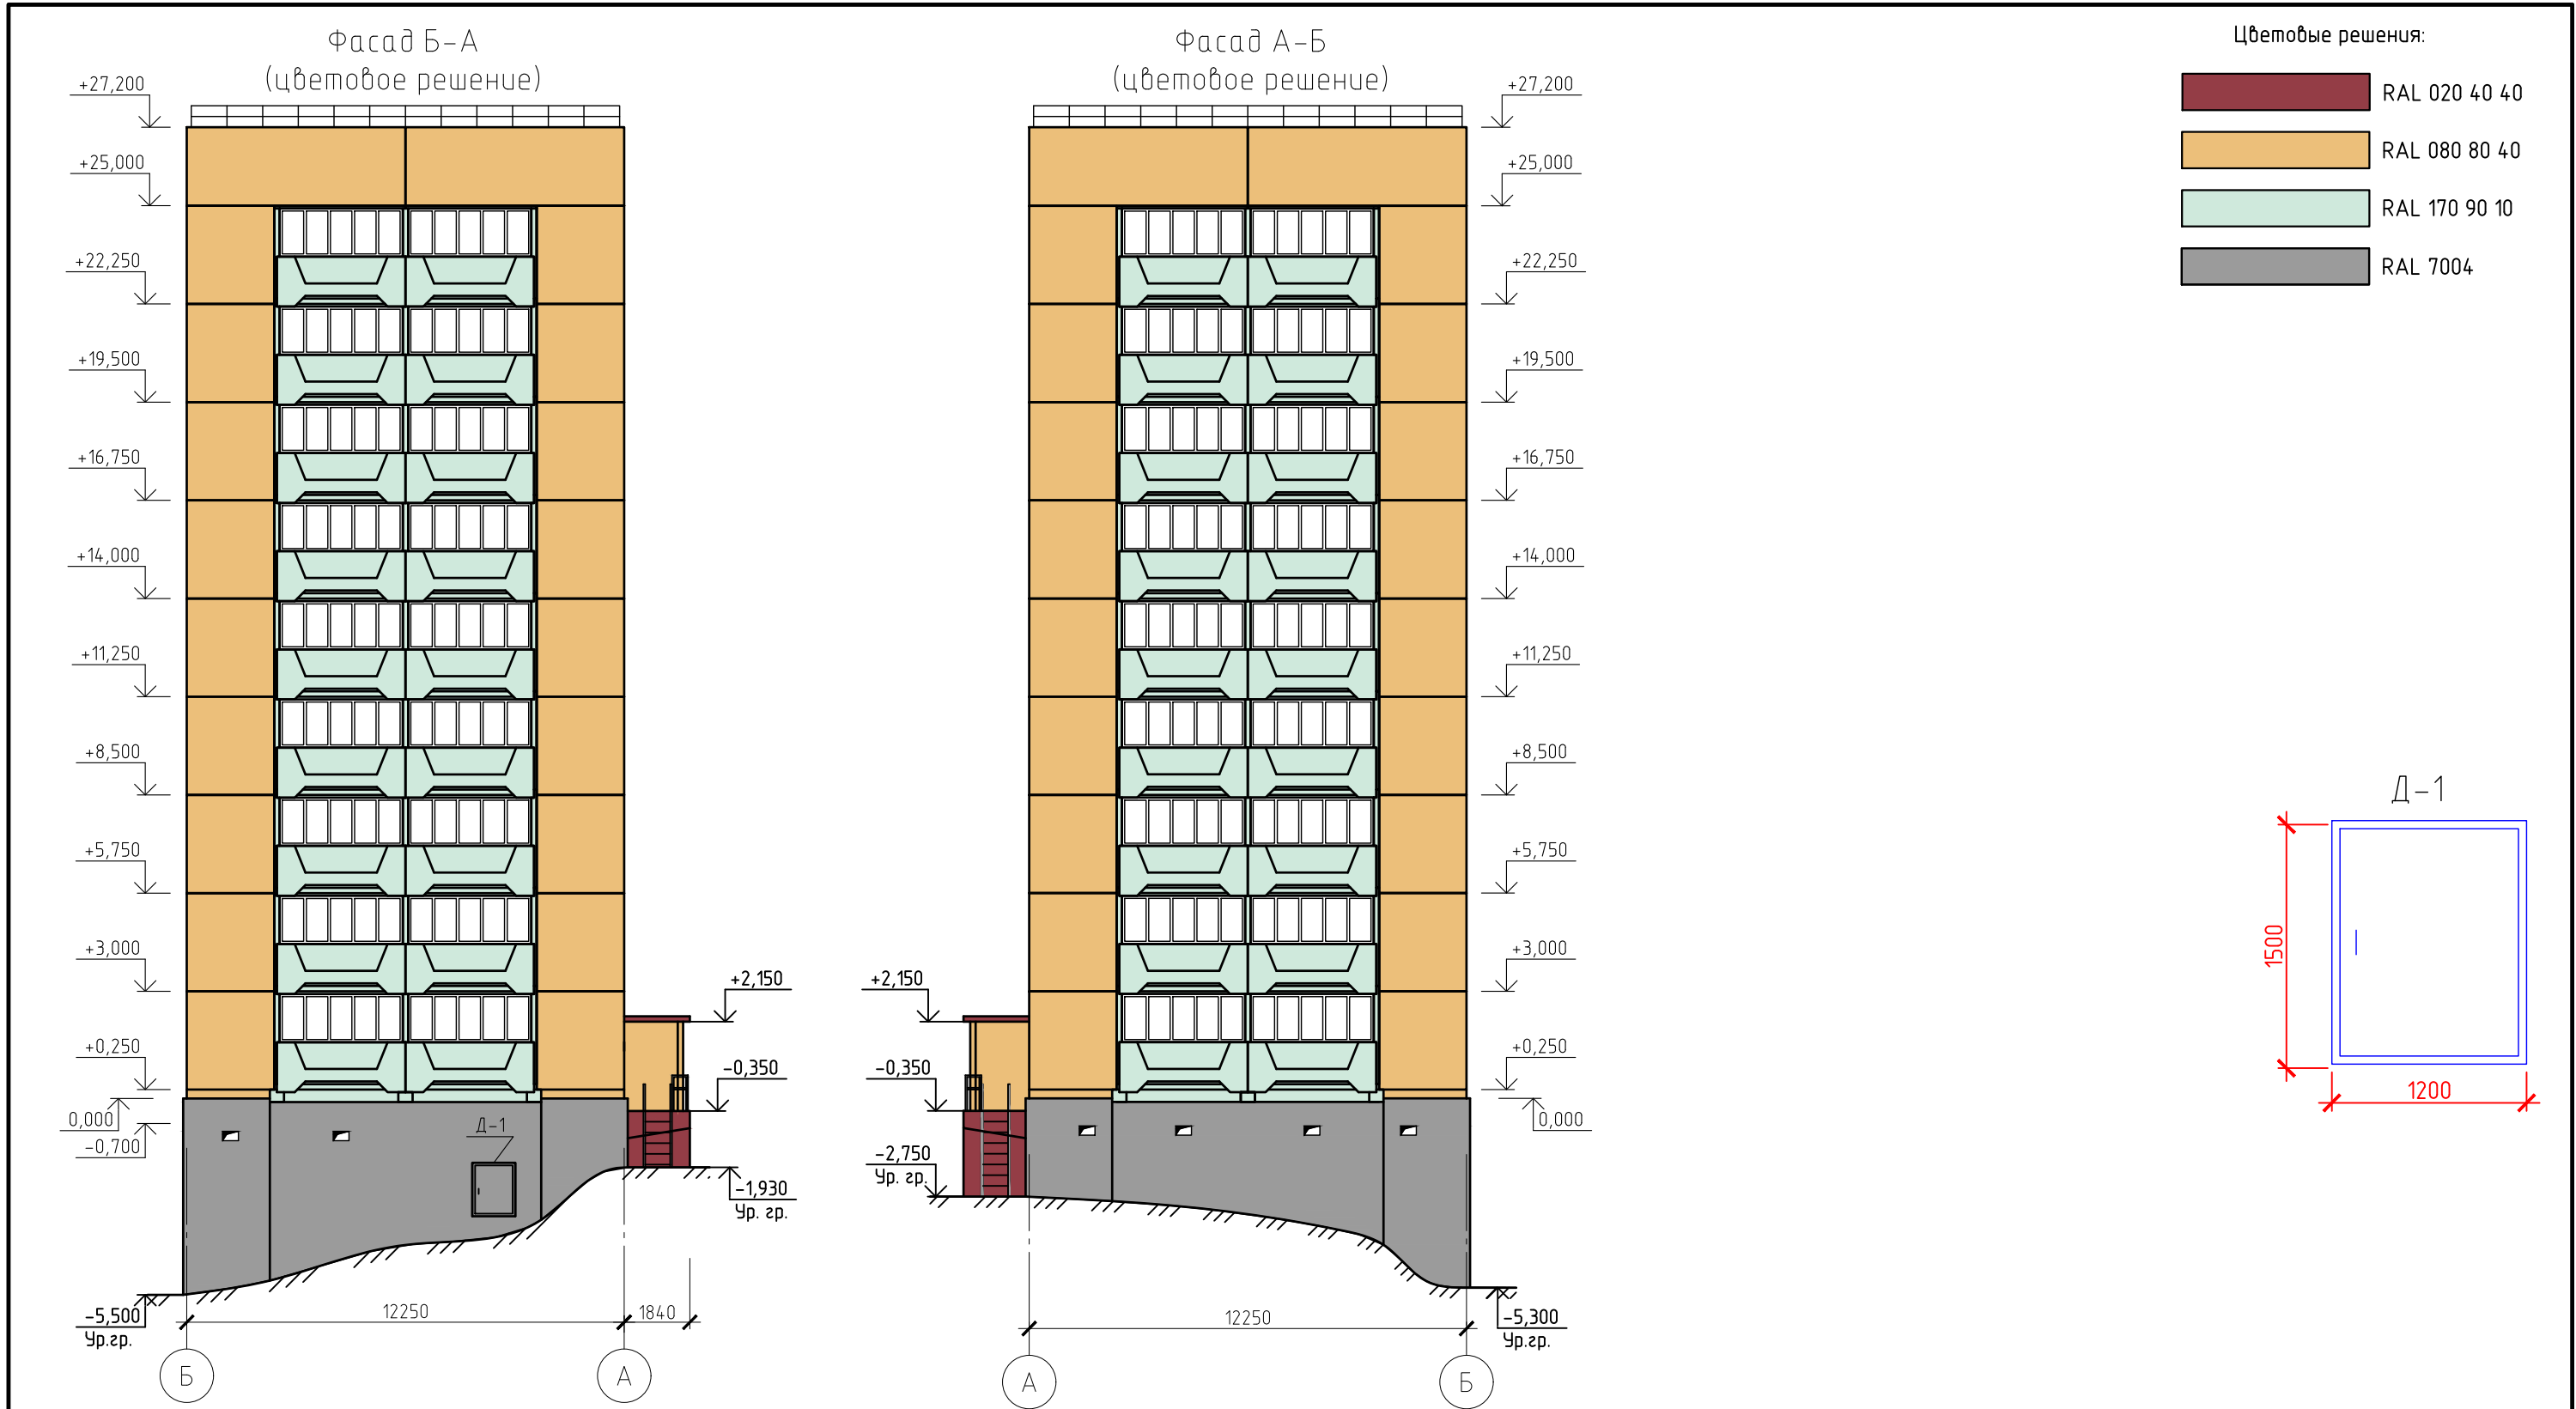 Фасад Б-А
(цветовое решение)
+27,200
+25,000
+22,250
+19,500
+16,750
+14,000
+11,250
+8,500
+5,750
+3,000
+0,250
0,000
-0,700
-5,500
Ур.гр.
Д-1
+2,150
-0,350
-1,930
Ур. гр.
12250
1840
Б
А
Фасад А-Б
(цветовое решение)
+27,200
+25,000
+22,250
+19,500
+16,750
+14,000
+11,250
+8,500
+5,750
+3,000
+0,250
0,000
+2,150
-0,350
-2,750
Ур. гр.
-5,300
Ур.гр.
12250
А
Б
Цветовые решения:
RAL 020 40 40
RAL 080 80 40
RAL 170 90 10
RAL 7004
Д-1
1500
1200